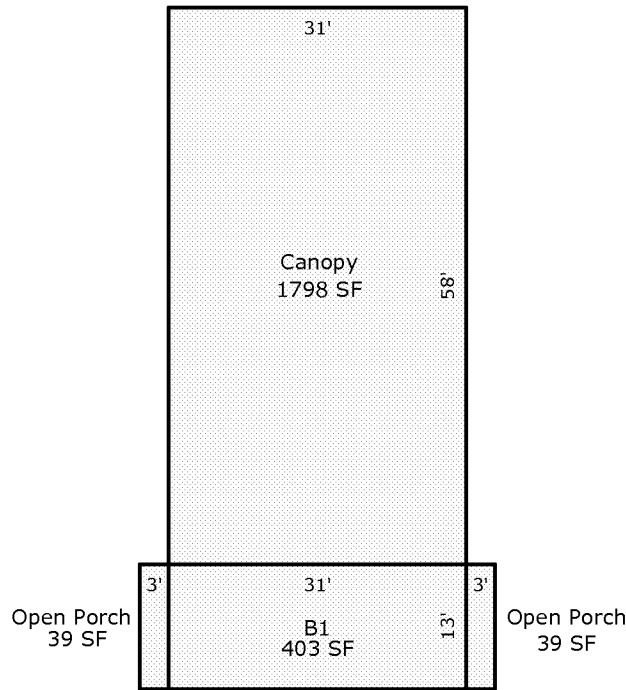 31'
Canopy
1798 SF
58'
3'
31'
3'
Open Porch
39 SF
B1
403 SF
13'
Open Porch
39 SF